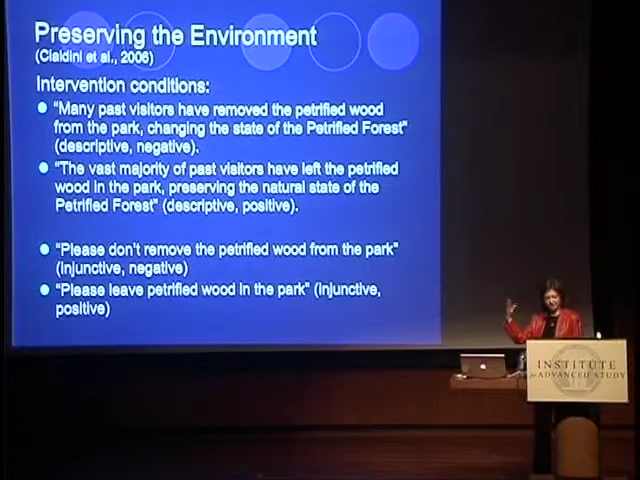 Preserving the Environment
(Cialdini et al., 2006)
Intervention conditions:
"Many past visitors have removed the petrified wood
from the park, changing the state of the Petrified Forest"
(descriptive, negative).
"The vast majority of past visitors have left the petrified
wood in the park, preserving the natural state of the
Petrified Forest" (descriptive, positive).
"Please don't remove the petrified wood from the park"
(injunctive, negative)
"Please leave petrified wood in the park" (injunctive,
positive)
INSTITUTE
for ADVANCED STUDY